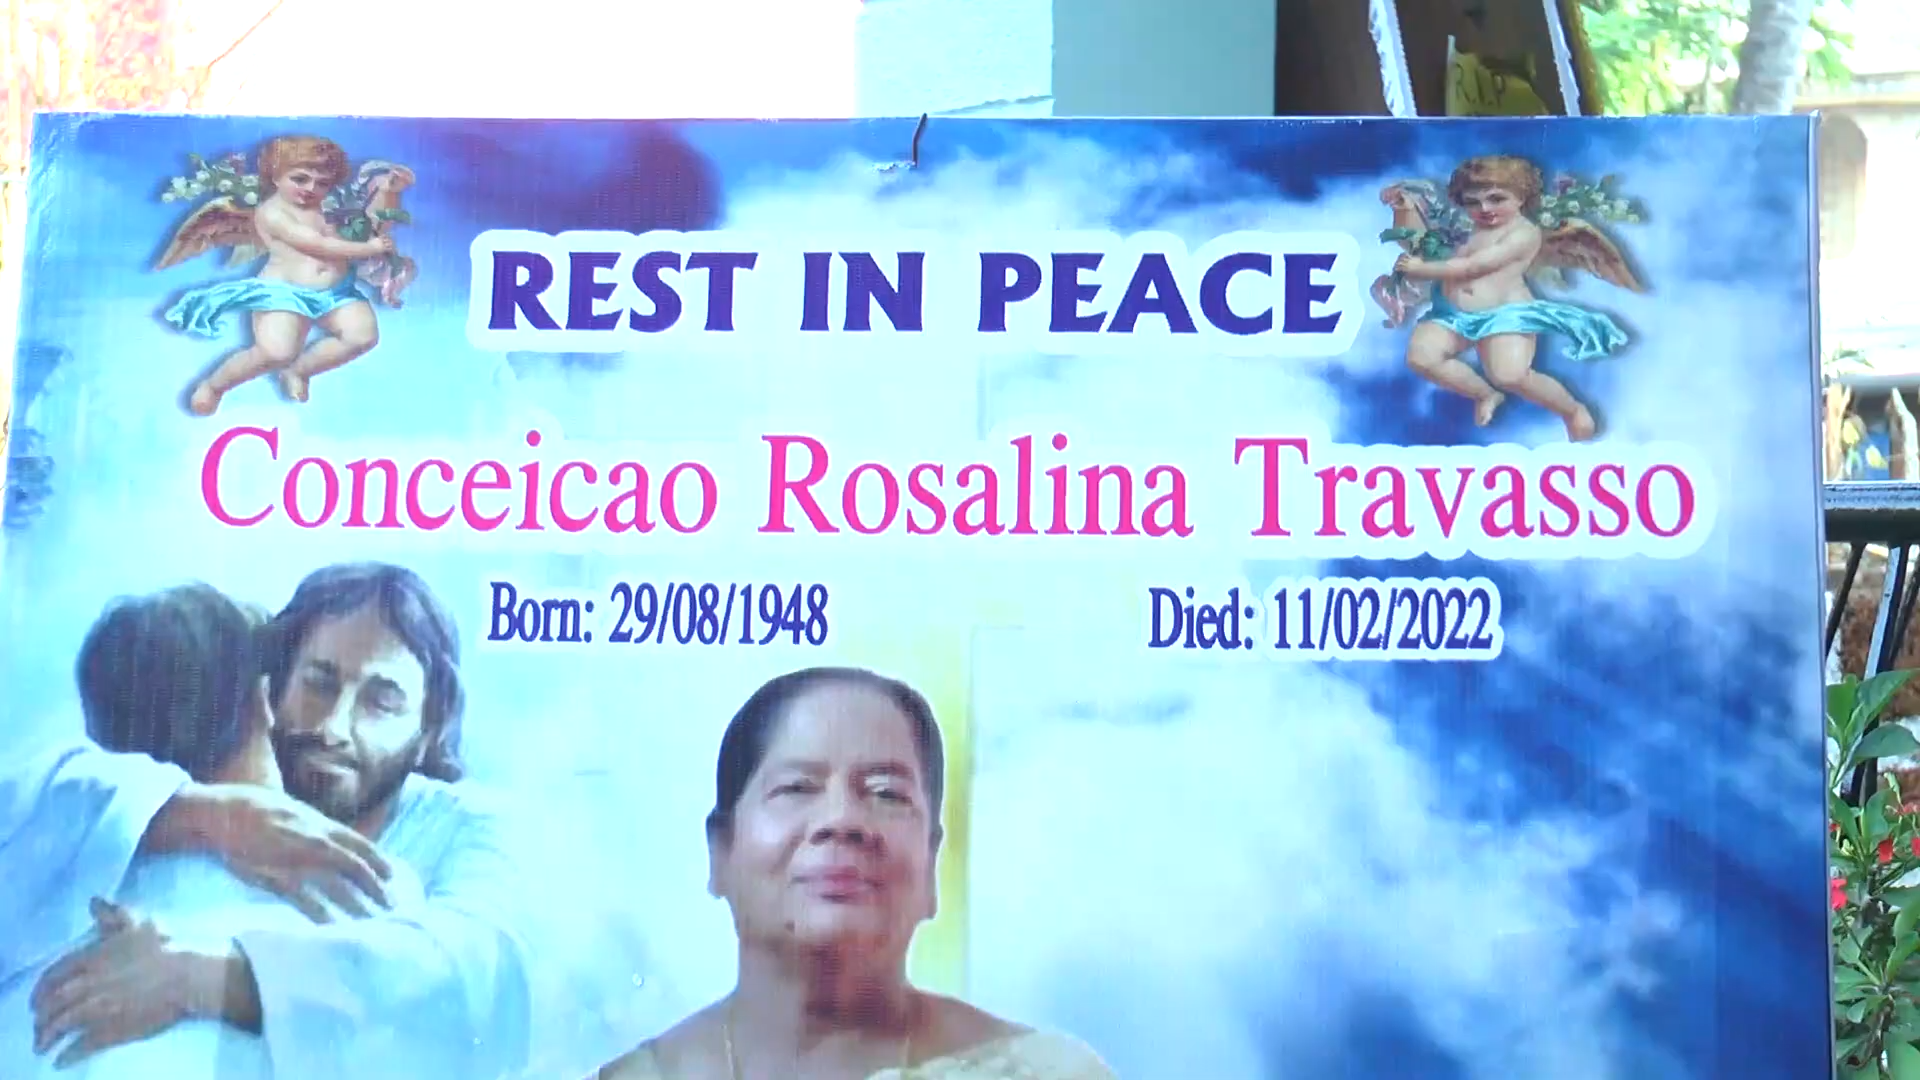 R.I.P
REST IN PEACE
Conceicao Rosalina Travasso
Born: 29/08/1948 Died: 11/02/2022